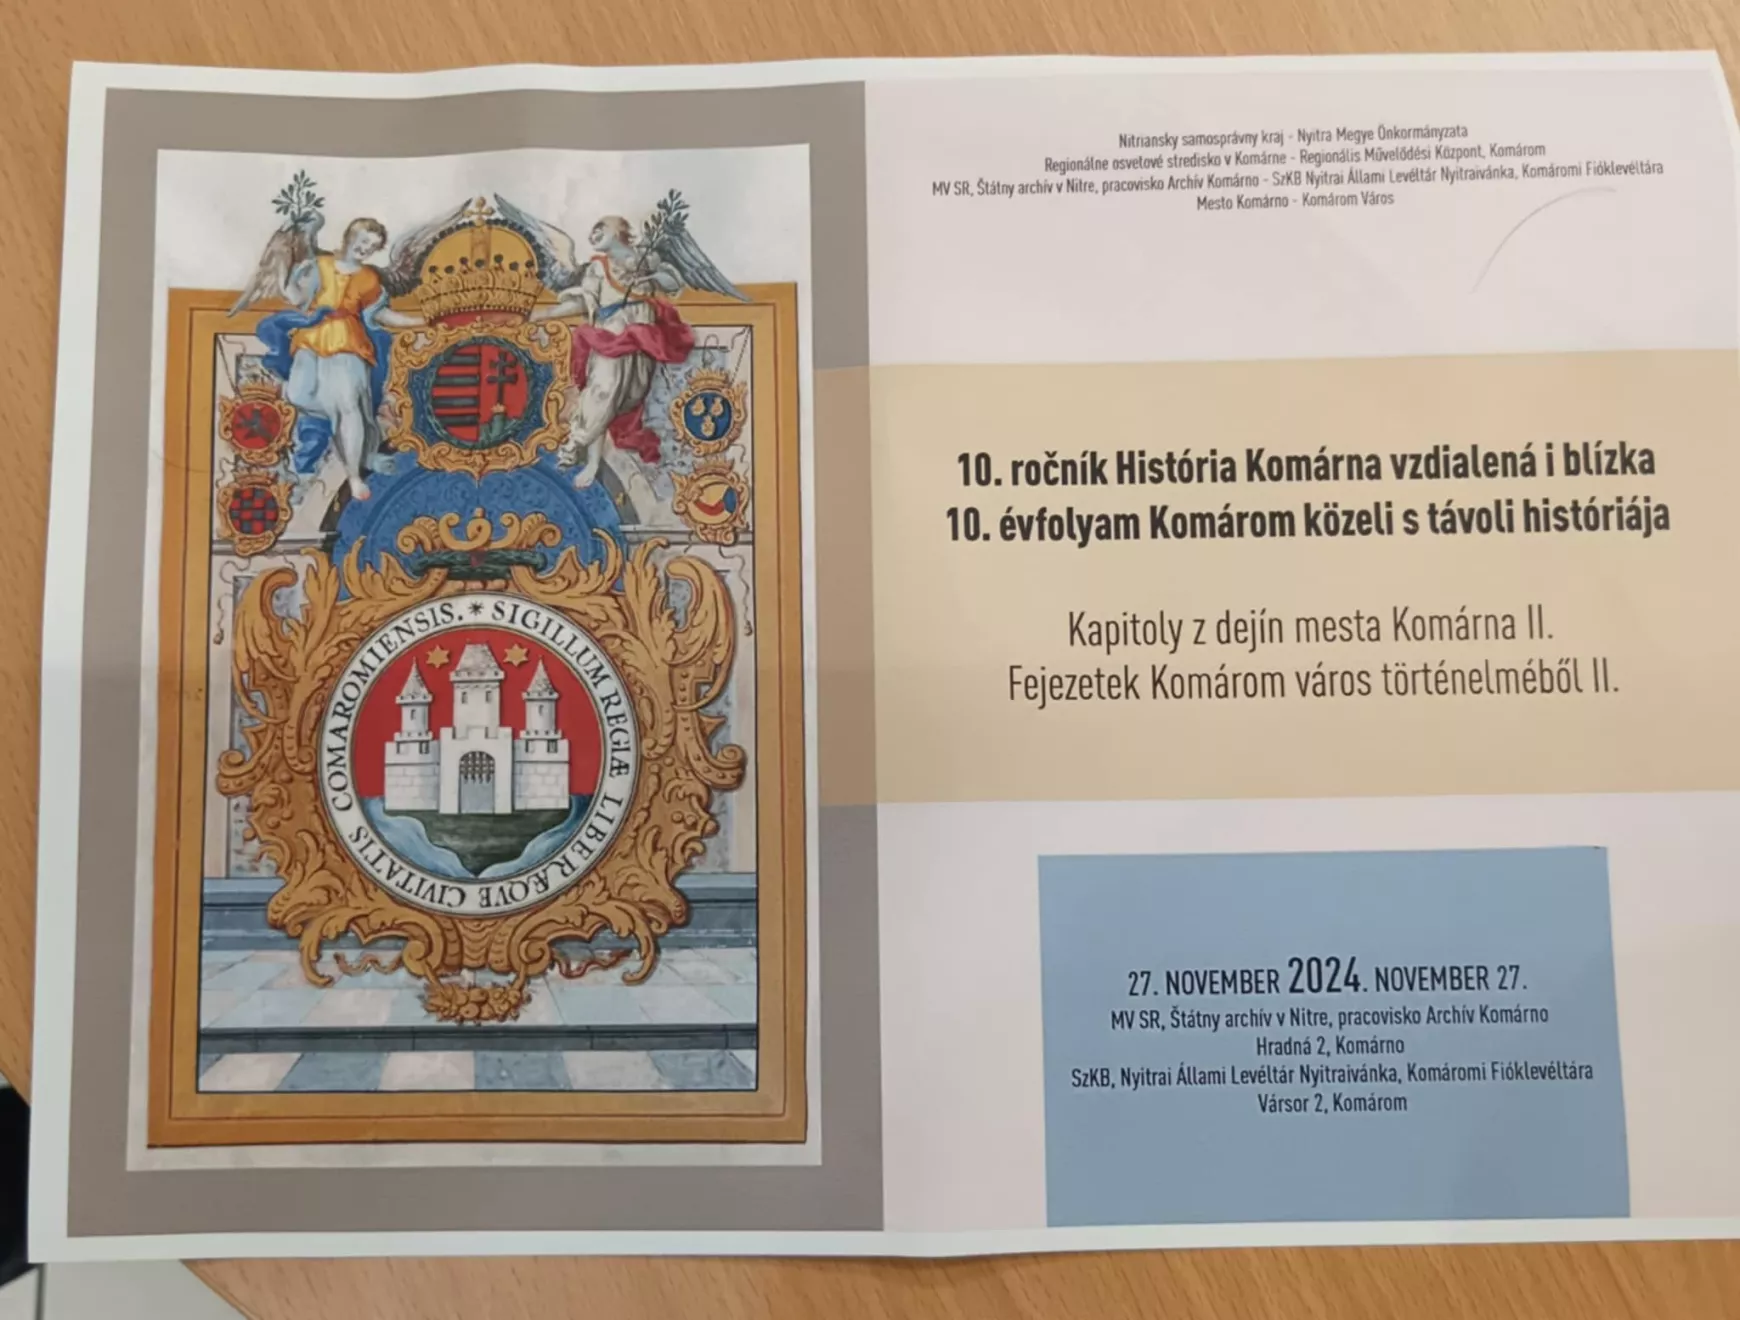 SIGILLUM REGIÆ LIBERÆQVE CIVITATIS COMAROMIENSIS. *
Nitriansky samosprávny kraj - Nyitra Megye Önkormányzata
Regionálne osvetové stredisko v Komárne - Regionális Művelődési Központ, Komárom
MV SR, Štátny archív v Nitre, pracovisko Archív Komárno - SzKB Nyitrai Állami Levéltár Nyitraivánka, Komáromi Fióklevéltára
Mesto Komárno - Komárom Város
10. ročník História Komárna vzdialená i blízka
10. évfolyam Komárom közeli s távoli históriája
Kapitoly z dejín mesta Komárna II.
Fejezetek Komárom város történelméből II.
27. NOVEMBER 2024. NOVEMBER 27.
MV SR, Štátny archív v Nitre, pracovisko Archív Komárno
Hradná 2, Komárno
SzKB, Nyitrai Állami Levéltár Nyitraivánka, Komáromi Fióklevéltára
Vársor 2, Komárom